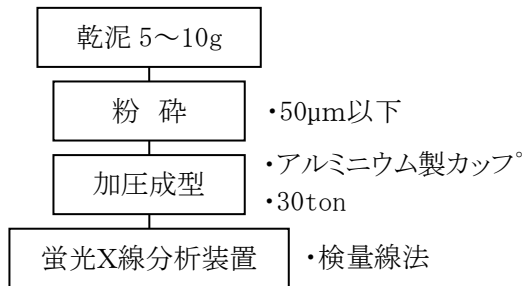 乾泥 5～10g
粉 砕
・50μm以下
・アルミニウム製カップ
加圧成型
・30ton
蛍光X線分析装置
・検量線法